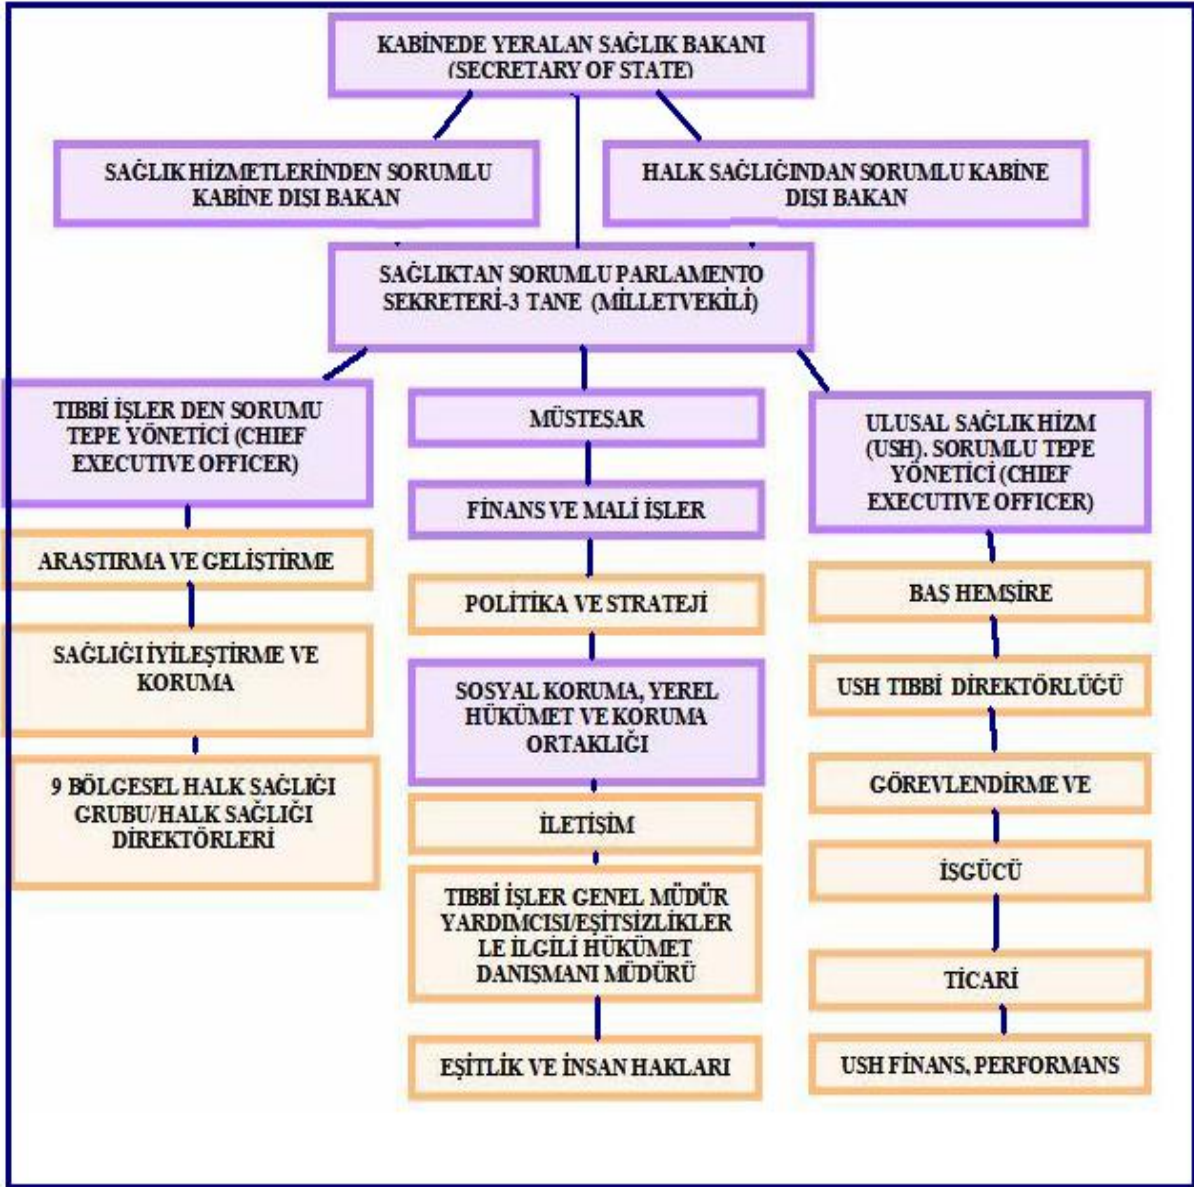 KABİNEDE YERALAN SAĞLIK BAKANI
(SECRETARY OF STATE)
SAĞLIK HİZMETLERİNDEN SORUMLU
KABİNE DIŞI BAKAN
HALK SAĞLIĞINDAN SORUMLU KABİNE
DIŞI BAKAN
SAĞLIKTAN SORUMLU PARLAMENTO
SEKRETERİ-3 TANE (MİLLETVEKİLİ)
TIBBİ İŞLER DEN SORUMU
TEPE YÖNETİCİ (CHIEF
EXECUTIVE OFFICER)
ARAŞTIRMA VE GELİŞTİRME
SAĞLIĞI İYİLEŞTİRME VE
KORUMA
9 BÖLGESEL HALK SAĞLIĞI
GRUBU/HALK SAĞLIĞI
DİREKTÖRLERİ
MÜSTEŞAR
FİNANS VE MALİ İŞLER
POLİTİKA VE STRATEJİ
SOSYAL KORUMA, YEREL
HÜKÜMET VE KORUMA
ORTAKLIĞI
İLETİŞİM
TIBBİ İŞLER GENEL MÜDÜR
YARDIMCISI/EŞİTSİZLİKLER
LE İLGİLİ HÜKÜMET
DANIŞMANI MÜDÜRÜ
EŞİTLİK VE İNSAN HAKLARI
ULUSAL SAĞLIK HİZM
(USH). SORUMLU TEPE
YÖNETİCİ (CHIEF
EXECUTIVE OFFICER)
BAŞ HEMŞİRE
USH TIBBİ DİREKTÖRLÜĞÜ
GÖREVLENDİRME VE
İŞGÜCÜ
TİCARİ
USH FİNANS, PERFORMANS